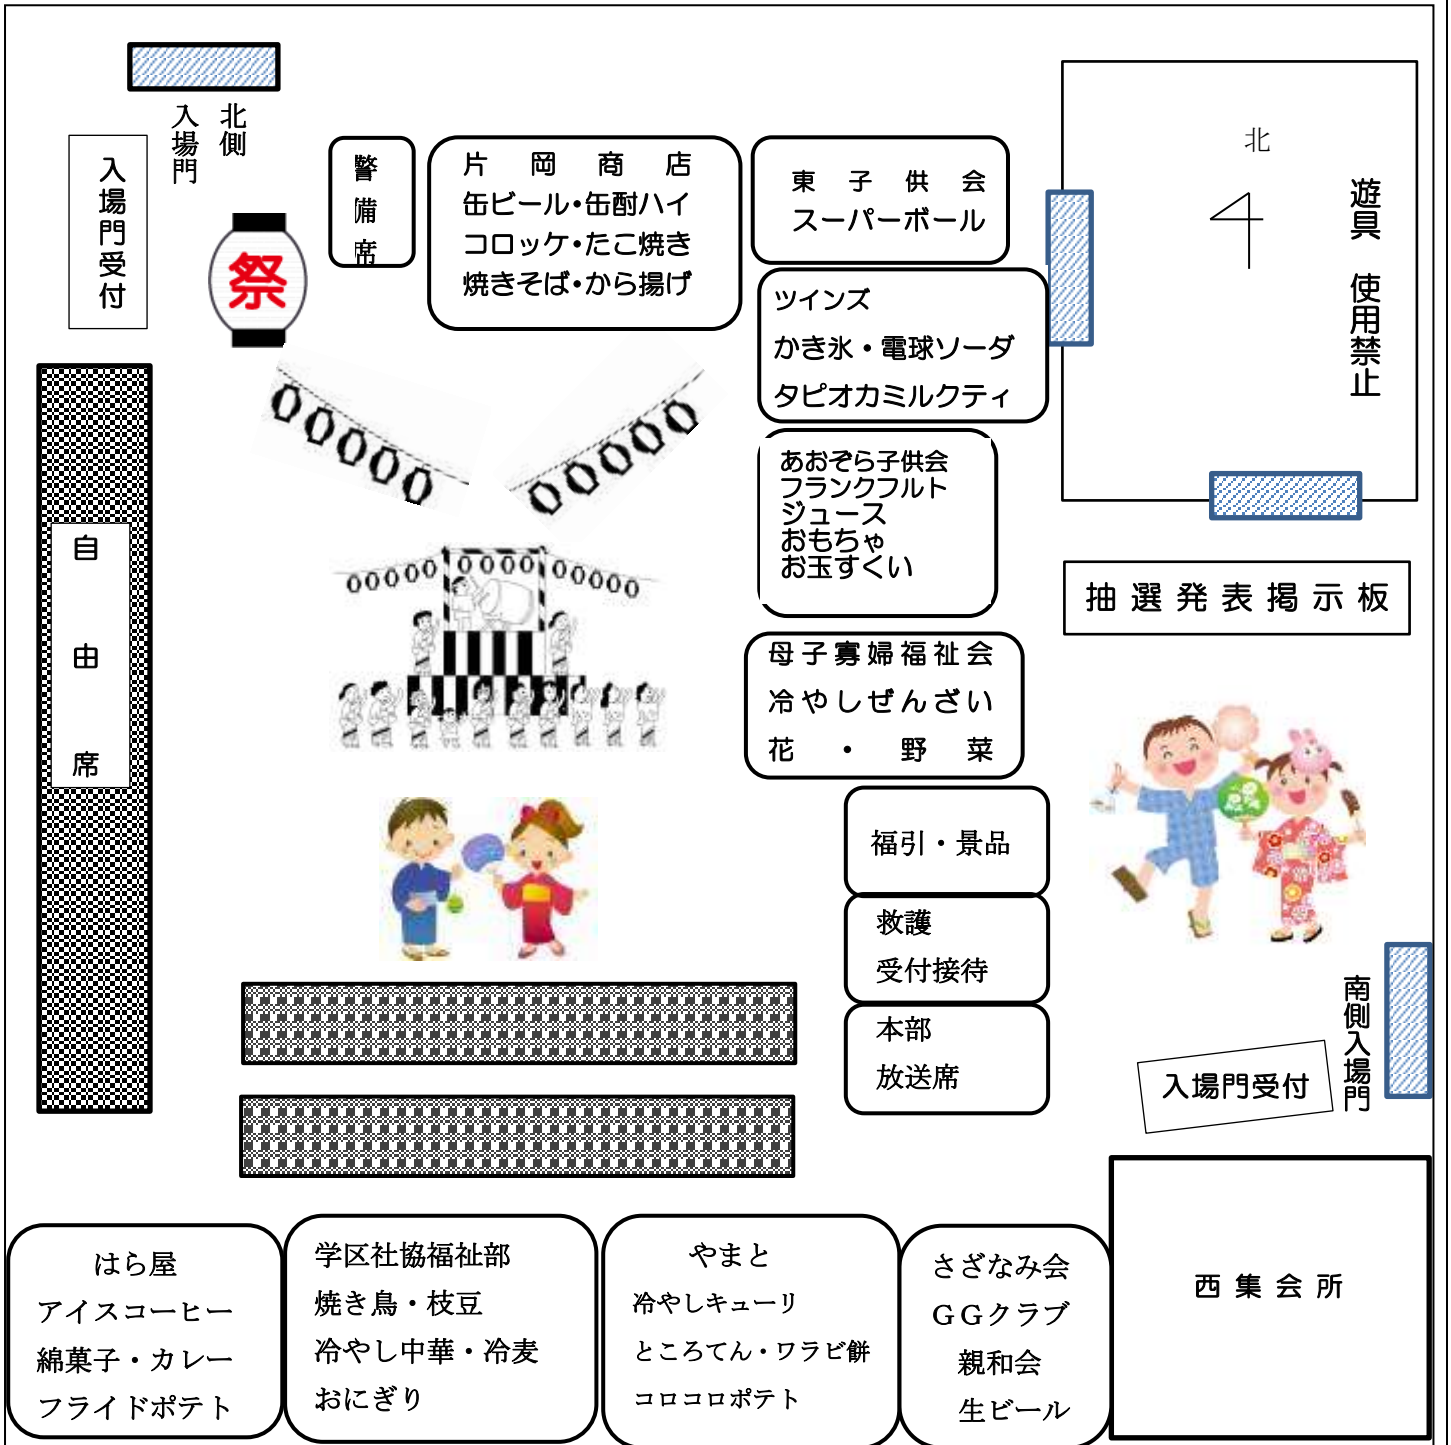 北側
入場門
入場門受付
祭
警備席
片岡商店
缶ビール・缶酎ハイ
コロッケ・たこ焼き
焼きそば・から揚げ
東子供会
スーパーボール
北
遊具　使用禁止
ツインズ
かき氷・電球ソーダ
タピオカミルクティ
あおぞら子供会
フランクフルト
ジュース
おもちゃ
お玉すくい
自由席
抽選発表掲示板
母子寡婦福祉会
冷やしぜんざい
花・野菜
福引・景品
救護
受付接待
本部
放送席
南側入場門
入場門受付
はら屋
アイスコーヒー
綿菓子・カレー
フライドポテト
学区社協福祉部
焼き鳥・枝豆
冷やし中華・冷麦
おにぎり
やまと
冷やしキューリ
ところてん・ワラビ餅
コロコロポテト
さざなみ会
ＧＧクラブ
親和会
生ビール
西集会所